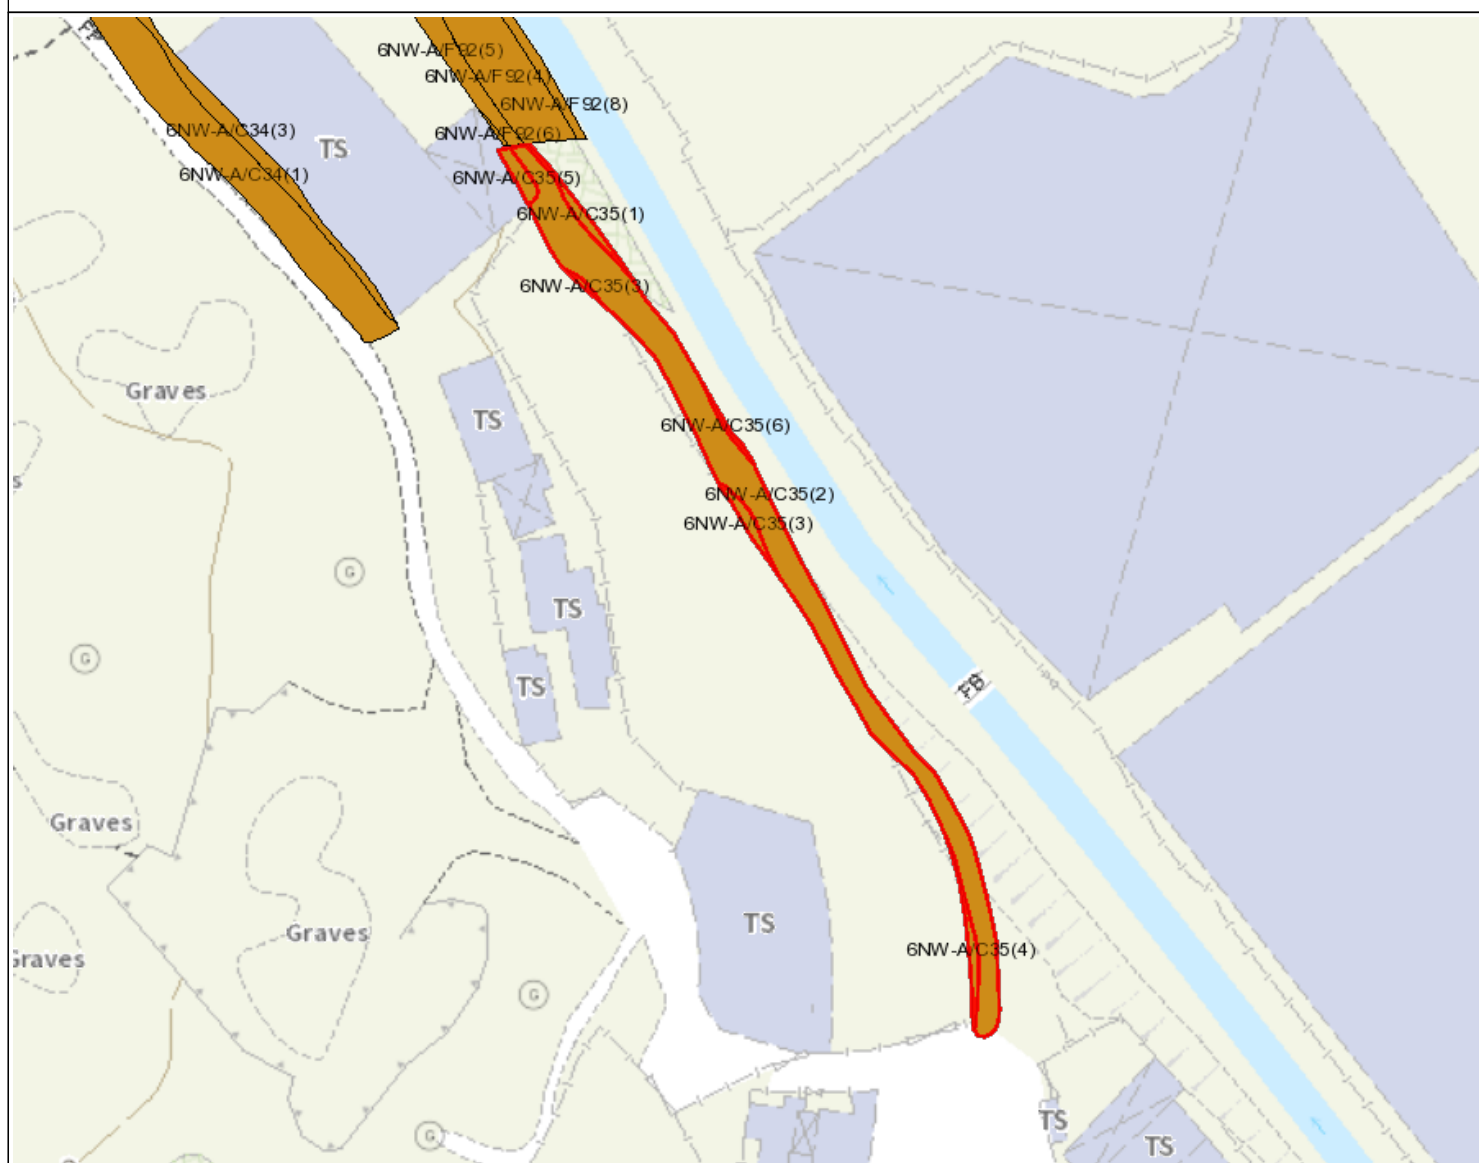 FP
6NW-A/F92(5)
6NW-A/F92(4)
6NW-A/F92(8)
6NW-A/F92(6)
6NW-A/C34(3)
TS
6NW-A/C34(1)
6NW-A/C35(5)
6NW-A/C35(1)
6NW-A/C35(3)
Graves
TS
6NW-A/C35(6)
s
6NW-A/C35(2)
6NW-A/C35(3)
G
TS
G
TS
FB
Graves
TS
Graves
Graves
6NW-A/C35(4)
G
TS
G
TS